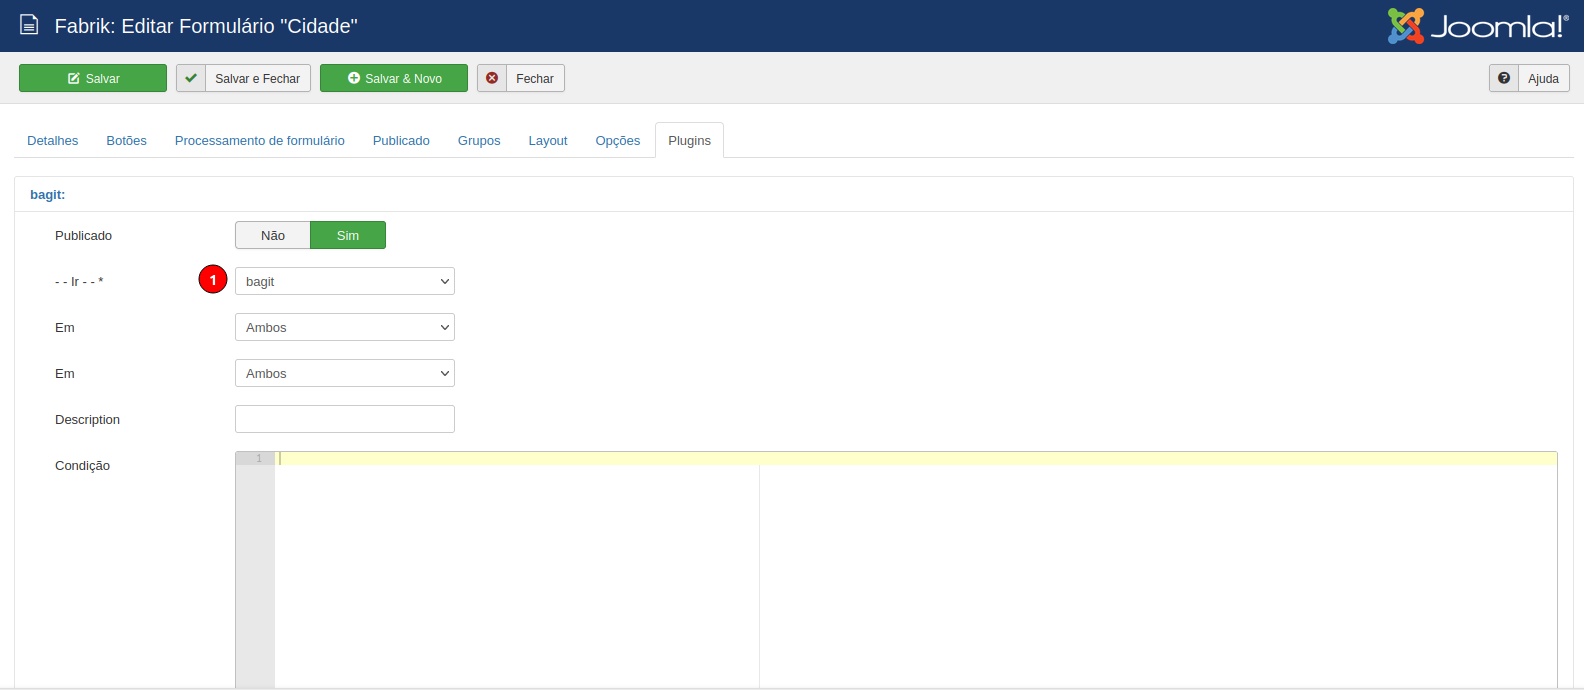 Fabrik: Editar Formulário "Cidade"
Joomla!®
Salvar
Salvar e Fechar
Salvar & Novo
Fechar
Ajuda
Detalhes
Botões
Processamento de formulário
Publicado
Grupos
Layout
Opções
Plugins
bagit:
Publicado
Não
Sim
- - Ir - - *
1
bagit
Em
Ambos
Em
Ambos
Description
Condição
1